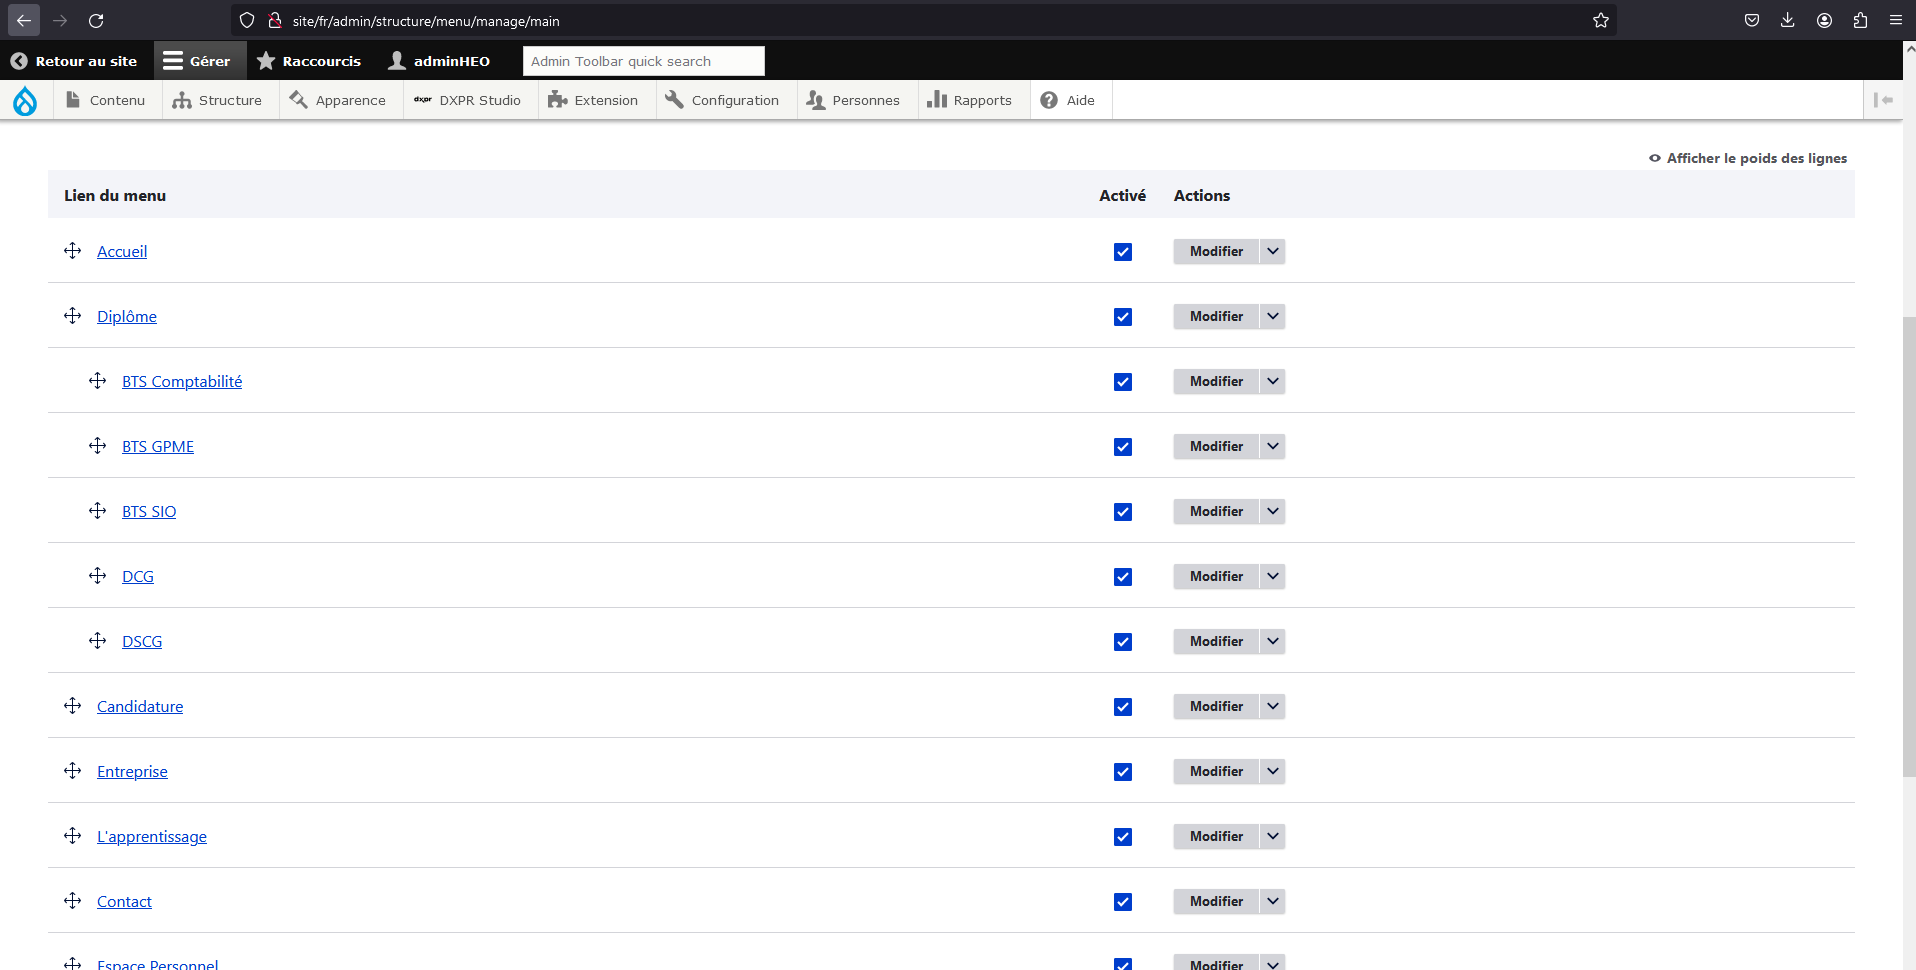 site/fr/admin/structure/menu/manage/main
Retour au site Gérer Raccourcis adminHEO Admin Toolbar quick search
Contenu Structure Apparence dxpr DXPR Studio Extension Configuration Personnes Rapports Aide
Afficher le poids des lignes
Lien du menu Activé Actions
Accueil Modifier
Diplôme Modifier
BTS Comptabilité Modifier
BTS GPME Modifier
BTS SIO Modifier
DCG Modifier
DSCG Modifier
Candidature Modifier
Entreprise Modifier
L'apprentissage Modifier
Contact Modifier
Espace Personnel Modifier